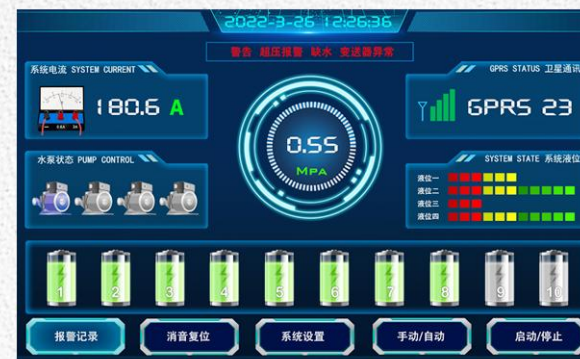 2022-3-26 12:26:36
警告 超压报警 缺水 变送器异常
系统电流 SYSTEM CURRENT
GPRS STATUS 卫星通讯
180.6 A
0.55
MPA
GPRS 23
水泵状态 PUMP CONTROL
SYSTEM STATE 系统液位
液位一
液位二
液位三
液位四
1 2 3 4 5 6 7 8 9 10
报警记录 消音复位 系统设置 手动/自动 启动/停止